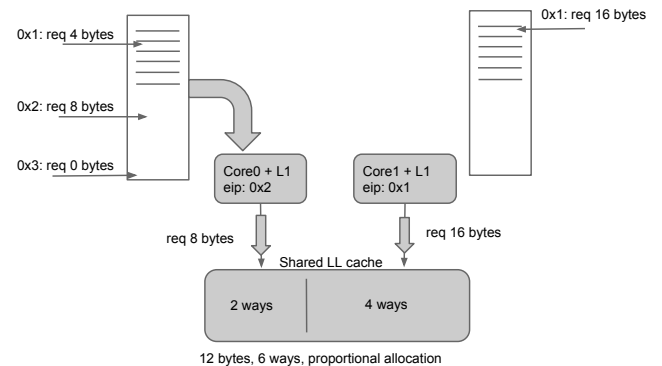 0x1: req 4 bytes
0x1: req 16 bytes
0x2: req 8 bytes
0x3: req 0 bytes
Core0 + L1
eip: 0x2
Core1 + L1
eip: 0x1
req 8 bytes
req 16 bytes
Shared LL cache
2 ways
4 ways
12 bytes, 6 ways, proportional allocation